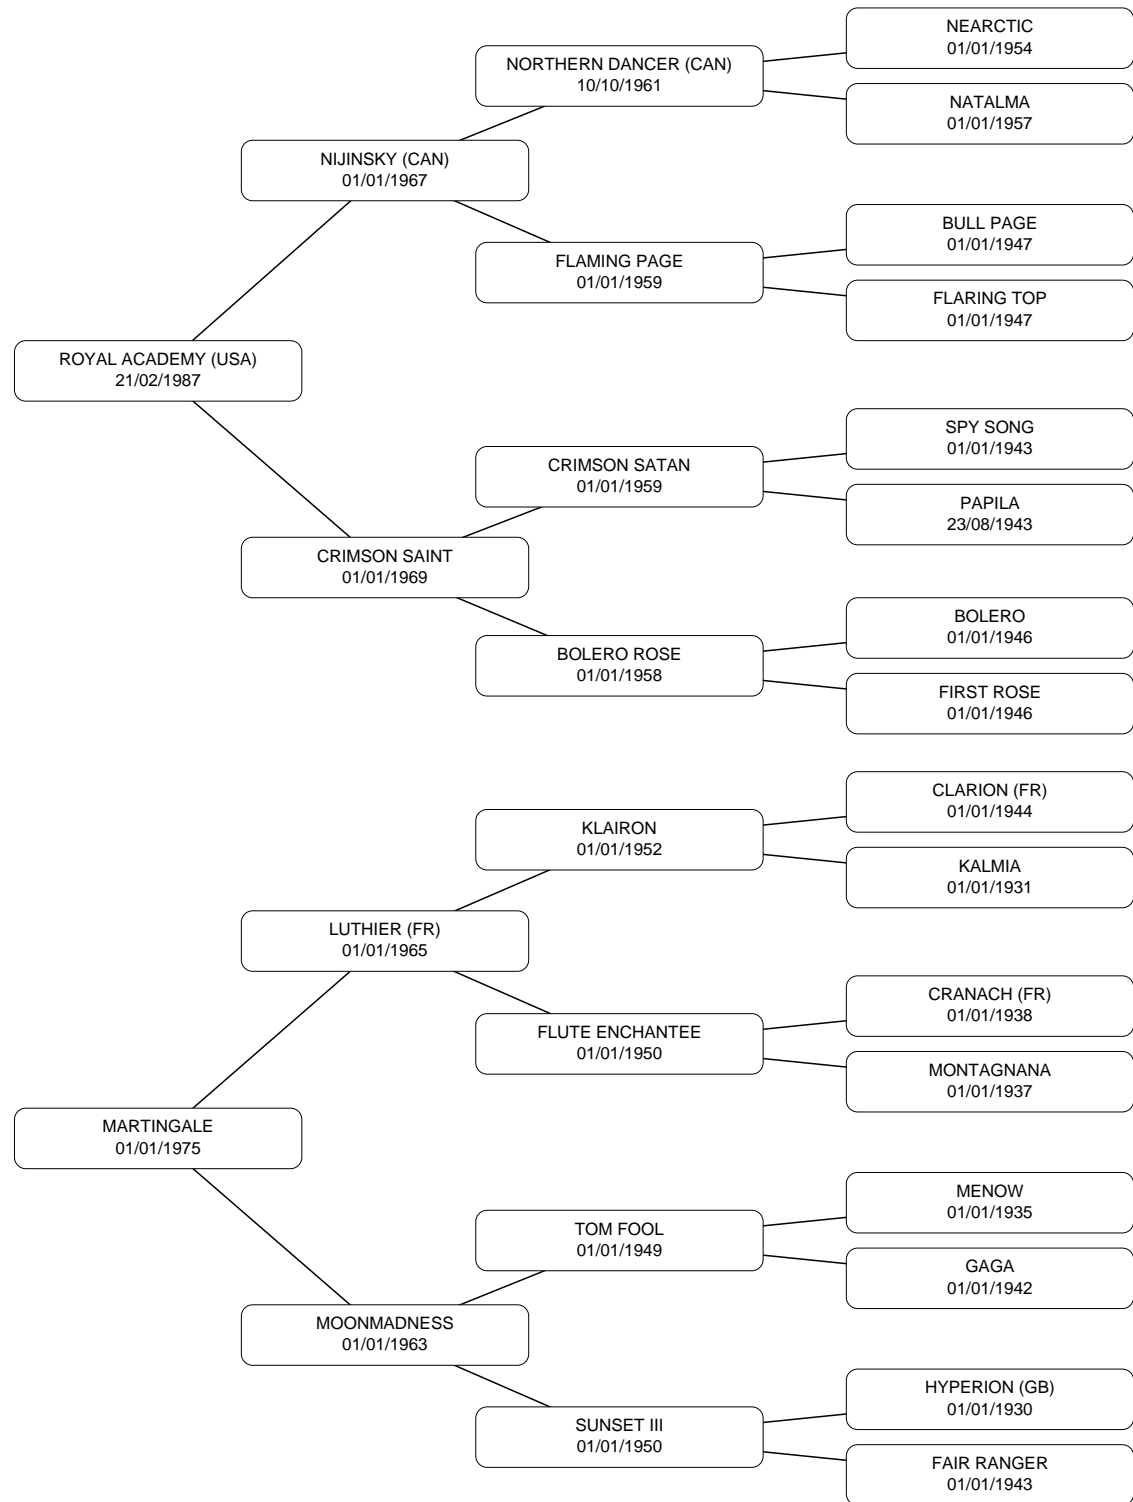 NEARCTIC
01/01/1954
NORTHERN DANCER (CAN)
10/10/1961
NATALMA
01/01/1957
NIJINSKY (CAN)
01/01/1967
BULL PAGE
01/01/1947
FLAMING PAGE
01/01/1959
FLARING TOP
01/01/1947
ROYAL ACADEMY (USA)
21/02/1987
SPY SONG
01/01/1943
CRIMSON SATAN
01/01/1959
PAPILA
23/08/1943
CRIMSON SAINT
01/01/1969
BOLERO
01/01/1946
BOLERO ROSE
01/01/1958
FIRST ROSE
01/01/1946
CLARION (FR)
01/01/1944
KLAIRON
01/01/1952
KALMIA
01/01/1931
LUTHIER (FR)
01/01/1965
CRANACH (FR)
01/01/1938
FLUTE ENCHANTEE
01/01/1950
MONTAGNANA
01/01/1937
MARTINGALE
01/01/1975
MENOW
01/01/1935
TOM FOOL
01/01/1949
GAGA
01/01/1942
MOONMADNESS
01/01/1963
HYPERION (GB)
01/01/1930
SUNSET III
01/01/1950
FAIR RANGER
01/01/1943